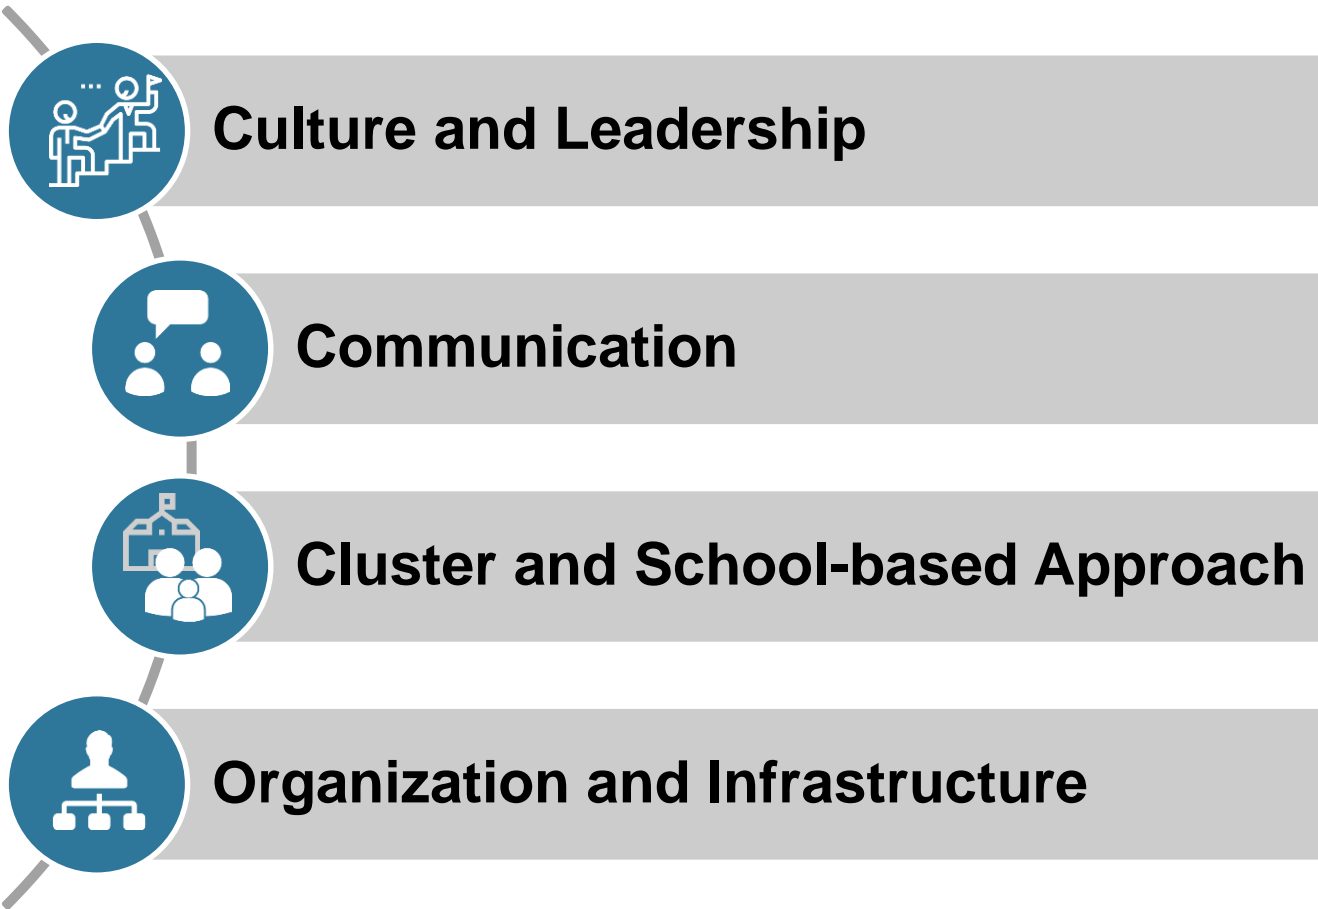 Culture and Leadership
Communication
Cluster and School-based Approach
Organization and Infrastructure